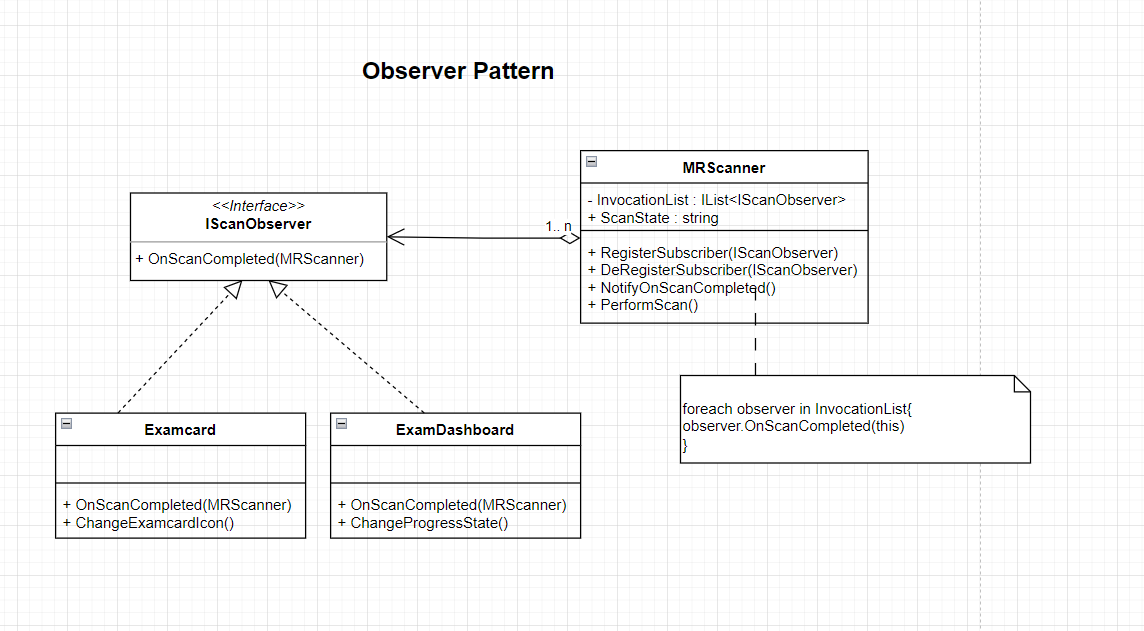 Observer Pattern
<<Interface>>
IScanObserver
+ OnScanCompleted(MRScanner)
1.. n
MRScanner
- InvocationList : IList<IScanObserver>
+ ScanState : string
+ RegisterSubscriber(IScanObserver)
+ DeRegisterSubscriber(IScanObserver)
+ NotifyOnScanCompleted()
+ PerformScan()
foreach observer in InvocationList{
observer.OnScanCompleted(this)
}
Examcard
+ OnScanCompleted(MRScanner)
+ ChangeExamcardIcon()
ExamDashboard
+ OnScanCompleted(MRScanner)
+ ChangeProgressState()